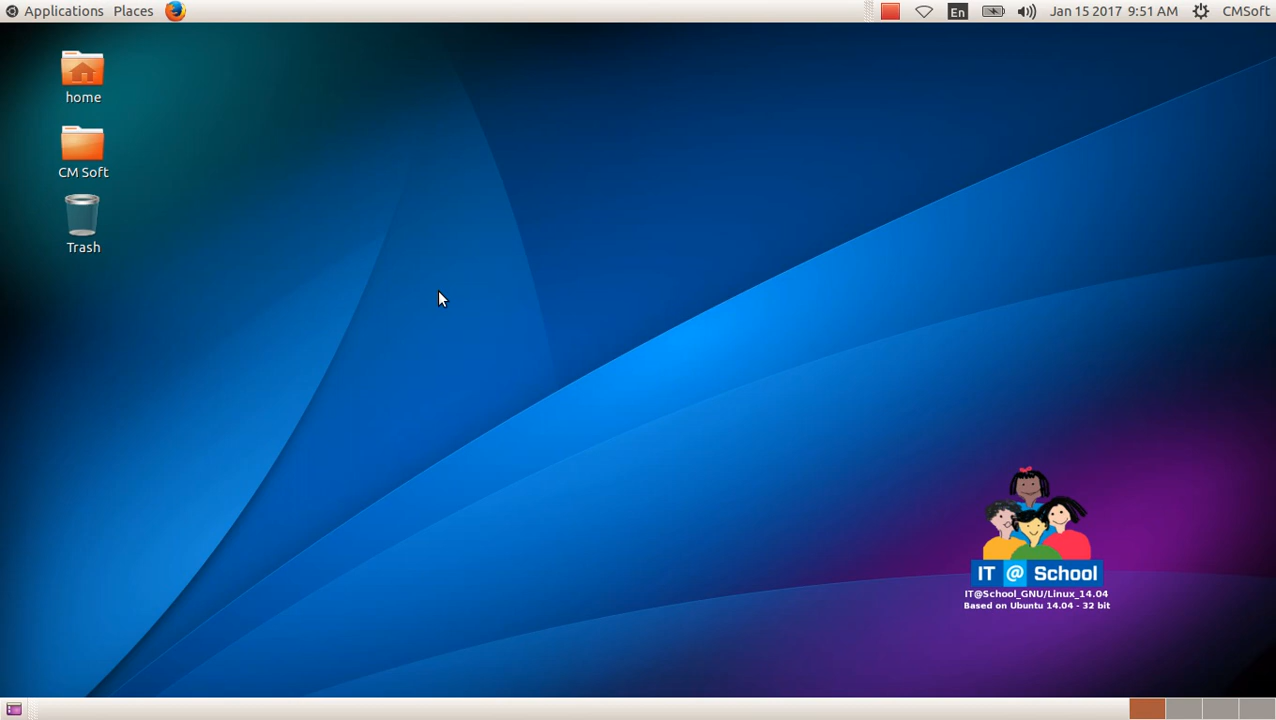 Applications Places En Jan 15 2017 9:51 AM CMSoft
home
CM Soft
Trash
IT @ School
IT@School_GNU/Linux_14.04
Based on Ubuntu 14.04 - 32 bit